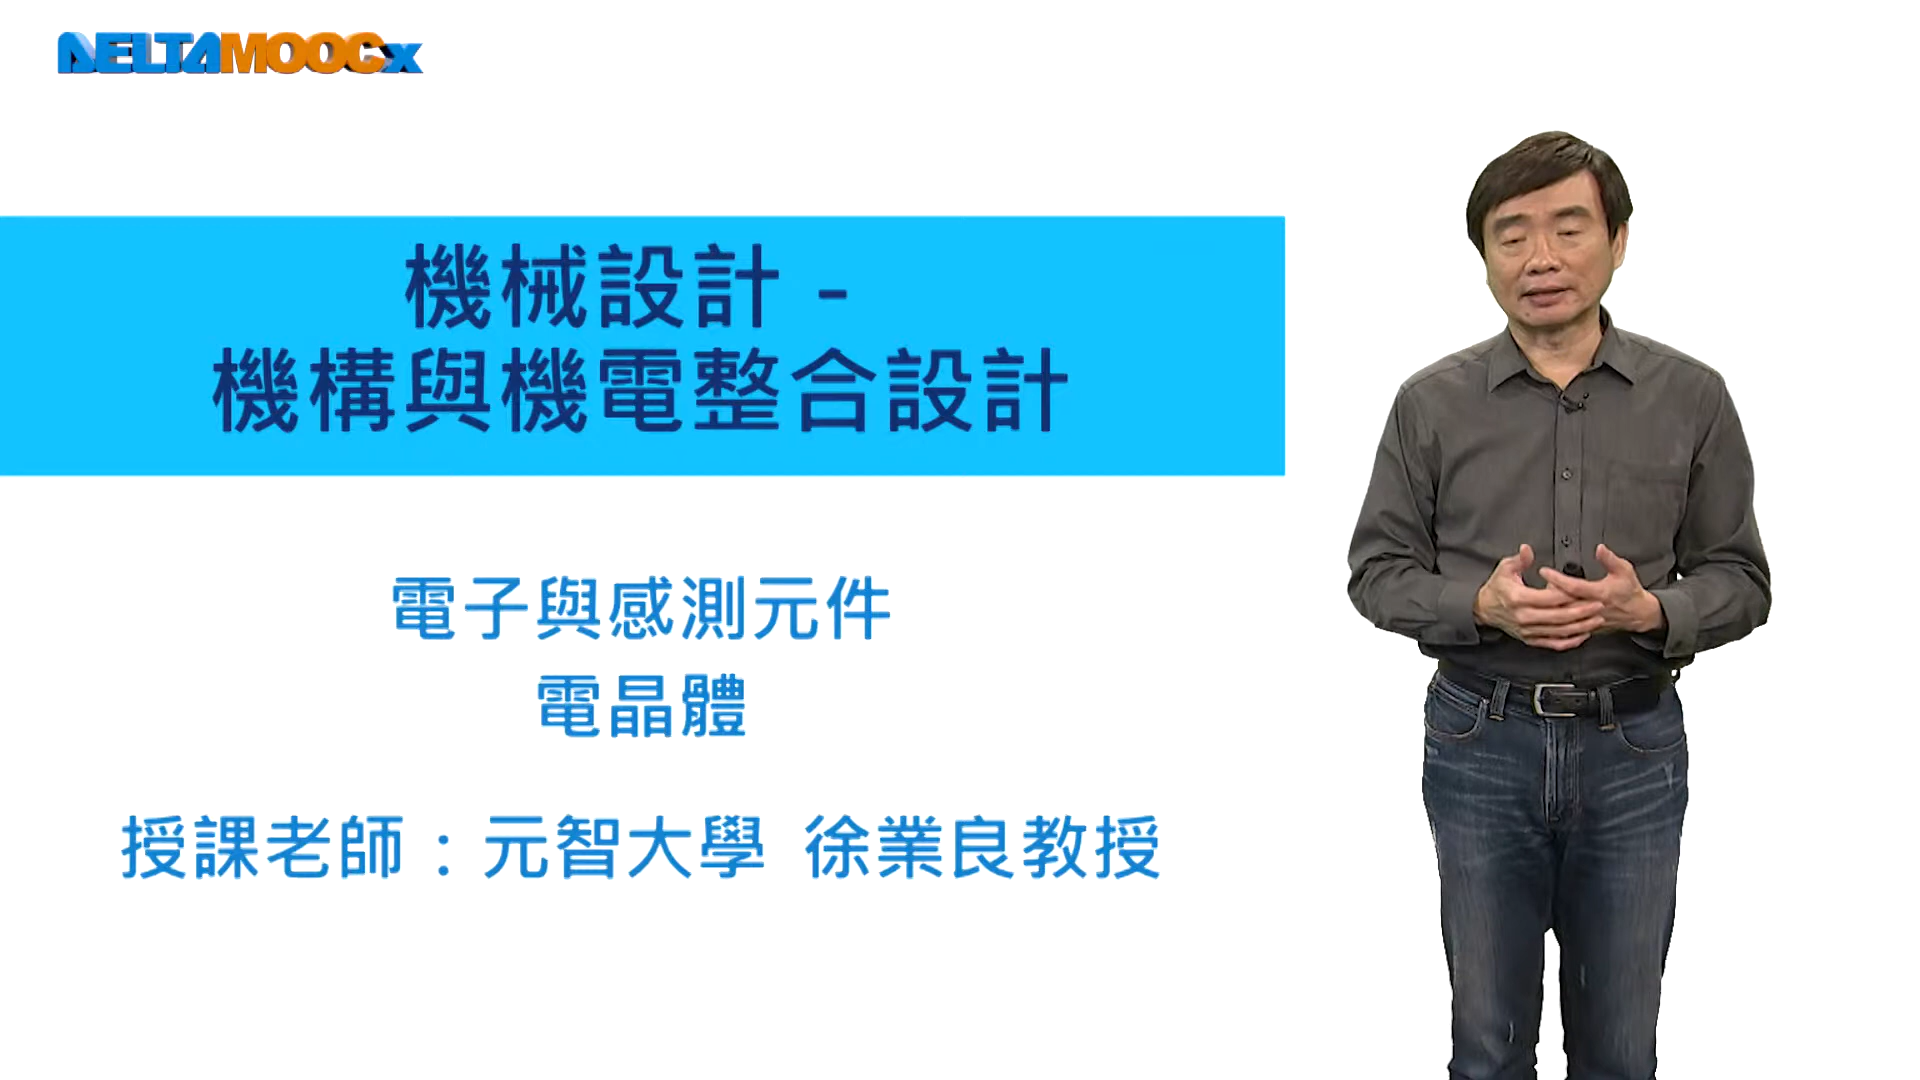 DELTAMOOCx
機械設計 -
機構與機電整合設計
電子與感測元件
電晶體
授課老師：元智大學 徐業良教授